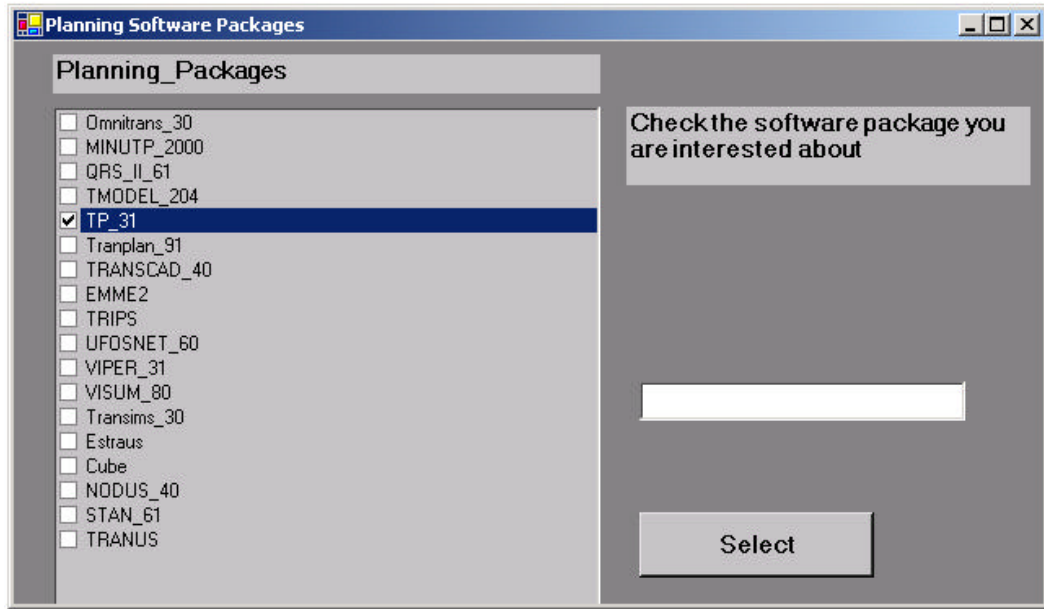 Planning Software Packages
Planning_Packages
Omnitrans_30
MINUTP_2000
QRS_II_61
TMODEL_204
TP_31
Tranplan_91
TRANSCAD_40
EMME2
TRIPS
UFOSNET_60
VIPER_31
VISUM_80
Transims_30
Estraus
Cube
NODUS_40
STAN_61
TRANUS
Check the software package you
are interested about
Select